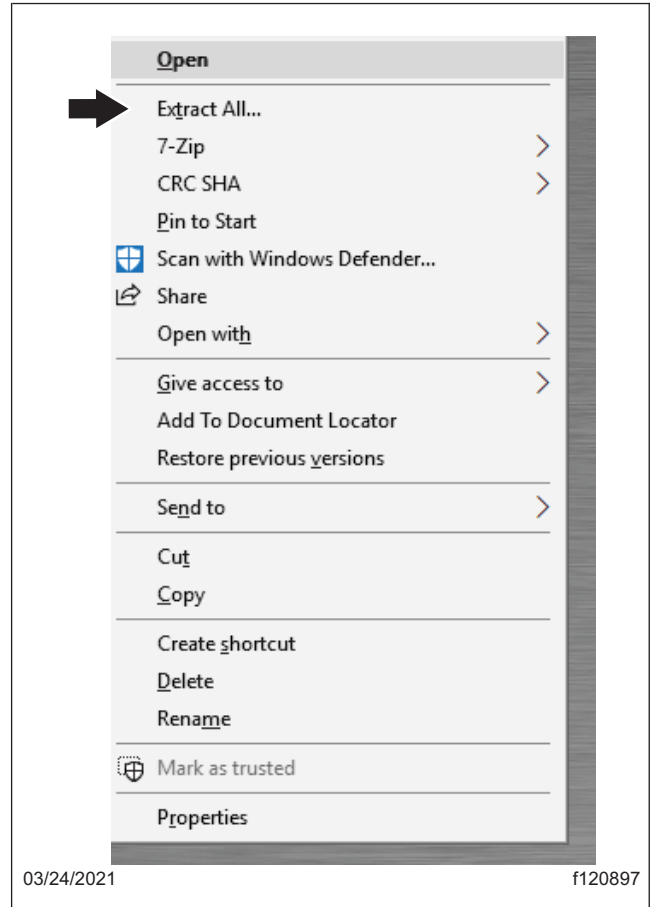 Open
Extract All...
7-Zip
CRC SHA
Pin to Start
Scan with Windows Defender...
Share
Open with
Give access to
Add To Document Locator
Restore previous versions
Send to
Cut
Copy
Create shortcut
Delete
Rename
Mark as trusted
Properties
03/24/2021 f120897